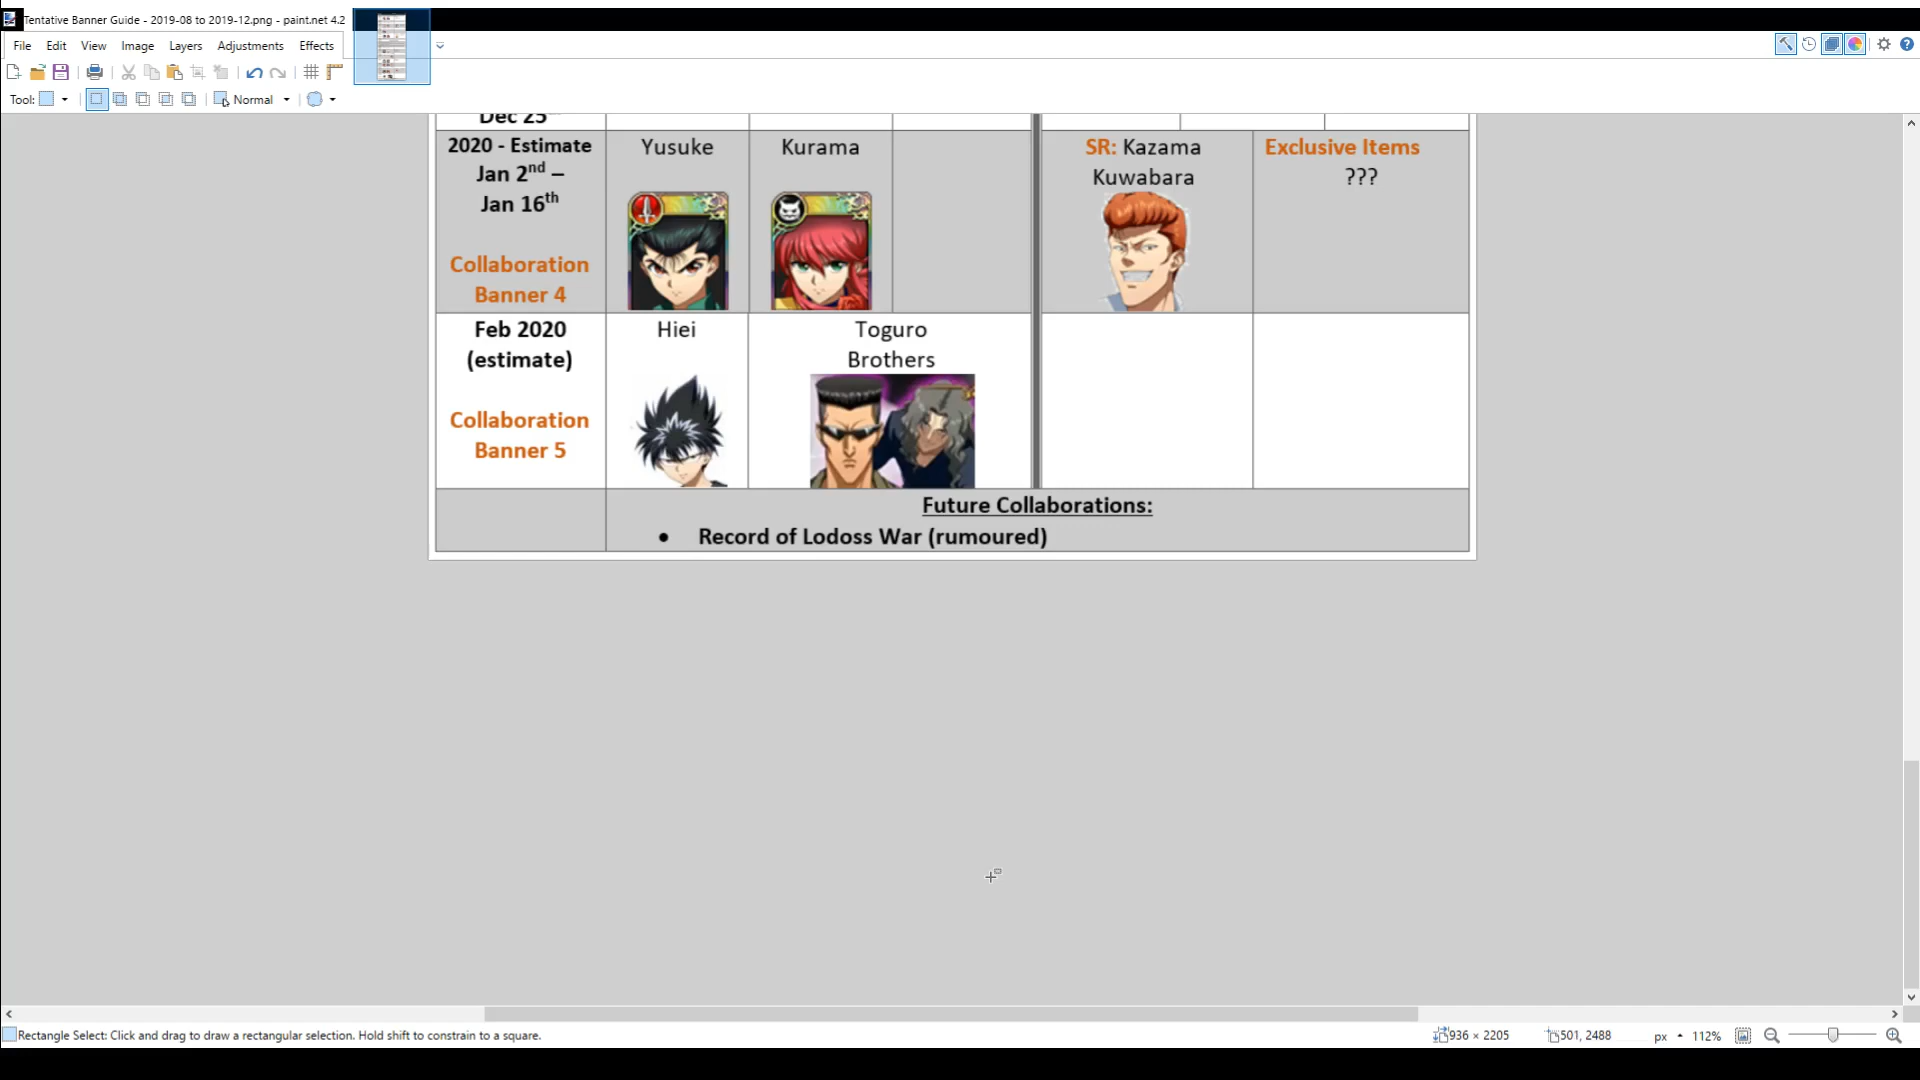 Tentative Banner Guide - 2019-08 to 2019-12.png - paint.net 4.2
File Edit View Image Layers Adjustments Effects
Tool: Normal
Dec 25th
2020 - Estimate
Jan 2nd –
Jan 16th
Collaboration
Banner 4
Yusuke
Kurama
SR: Kazama
Kuwabara
Exclusive Items
???
Feb 2020
(estimate)
Collaboration
Banner 5
Hiei
Toguro
Brothers
Future Collaborations:
• Record of Lodoss War (rumoured)
Rectangle Select: Click and drag to draw a rectangular selection. Hold shift to constrain to a square.
936 × 2205
501, 2488
px
112%